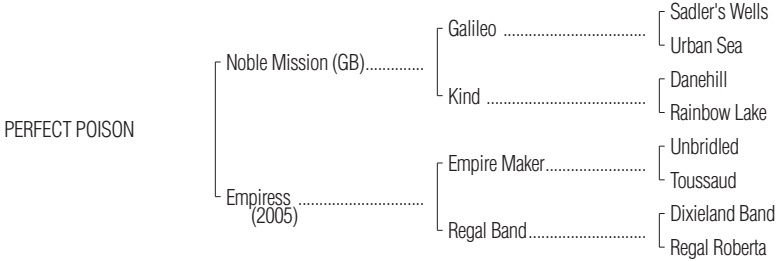 Sadler's Wells
Galileo ................................
Urban Sea
Noble Mission (GB).............
Danehill
Kind ....................................
Rainbow Lake
PERFECT POISON
Unbridled
Empire Maker.......................
Toussaud
Empiress ............................
(2005)
Dixieland Band
Regal Band..........................
Regal Roberta